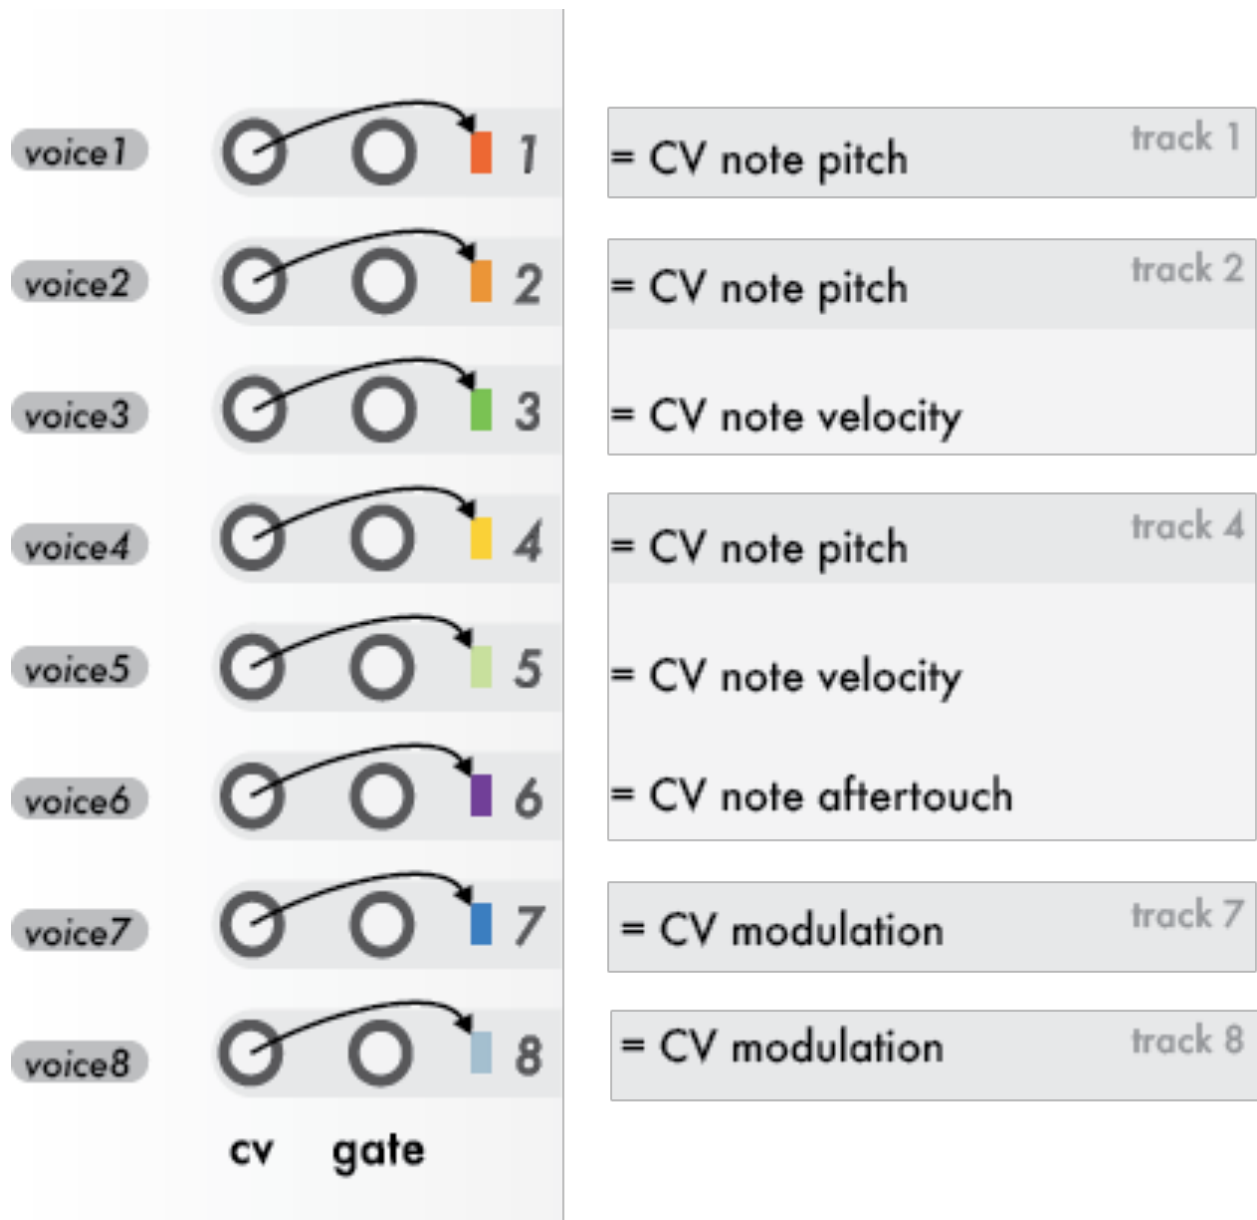 voice1 1 = CV note pitch track 1
voice2 2 = CV note pitch track 2
voice3 3 = CV note velocity
voice4 4 = CV note pitch track 4
voice5 5 = CV note velocity
voice6 6 = CV note aftertouch
voice7 7 = CV modulation track 7
voice8 8 = CV modulation track 8
cv gate